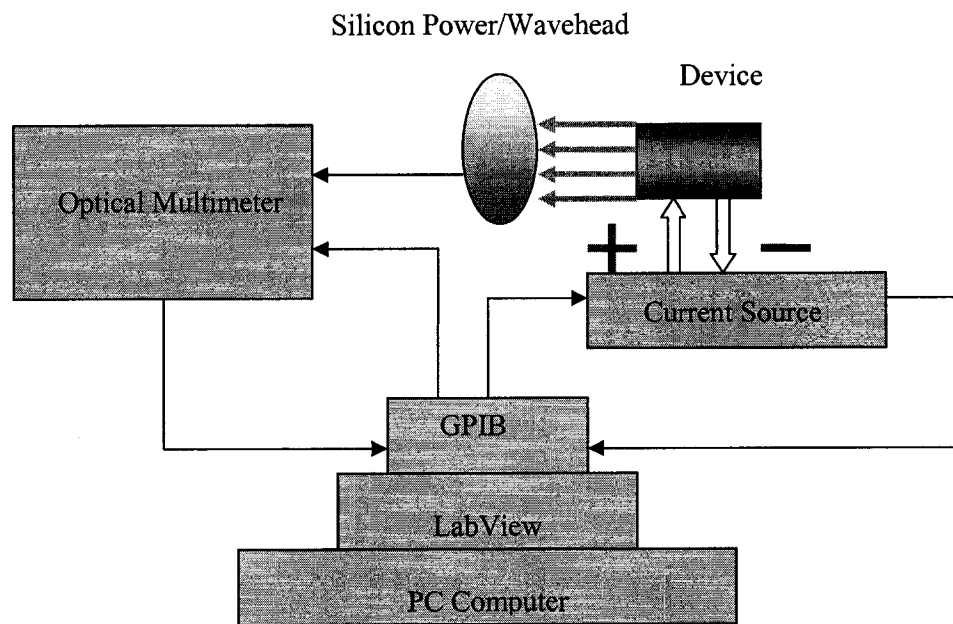 Silicon Power/Wavehead
Device
Optical Multimeter
+
−
Current Source
GPIB
LabView
PC Computer